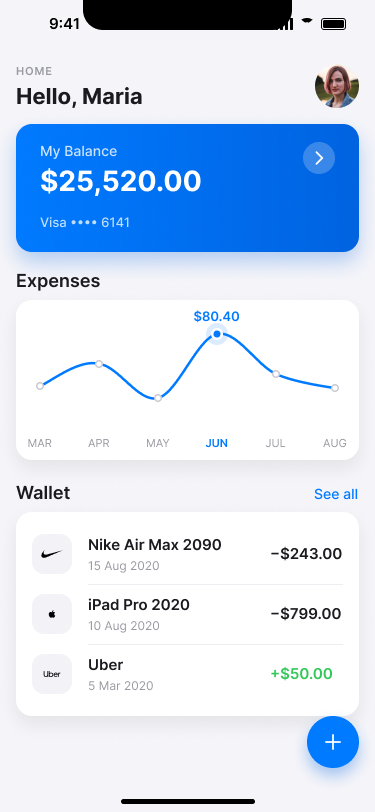 9:41
HOME
Hello, Maria
My Balance
$25,520.00
Visa •••• 6141
Expenses
$80.40
MAR APR MAY JUN JUL AUG
Wallet See all
Nike Air Max 2090 −$243.00
15 Aug 2020
iPad Pro 2020 −$799.00
10 Aug 2020
Uber Uber +$50.00
5 Mar 2020